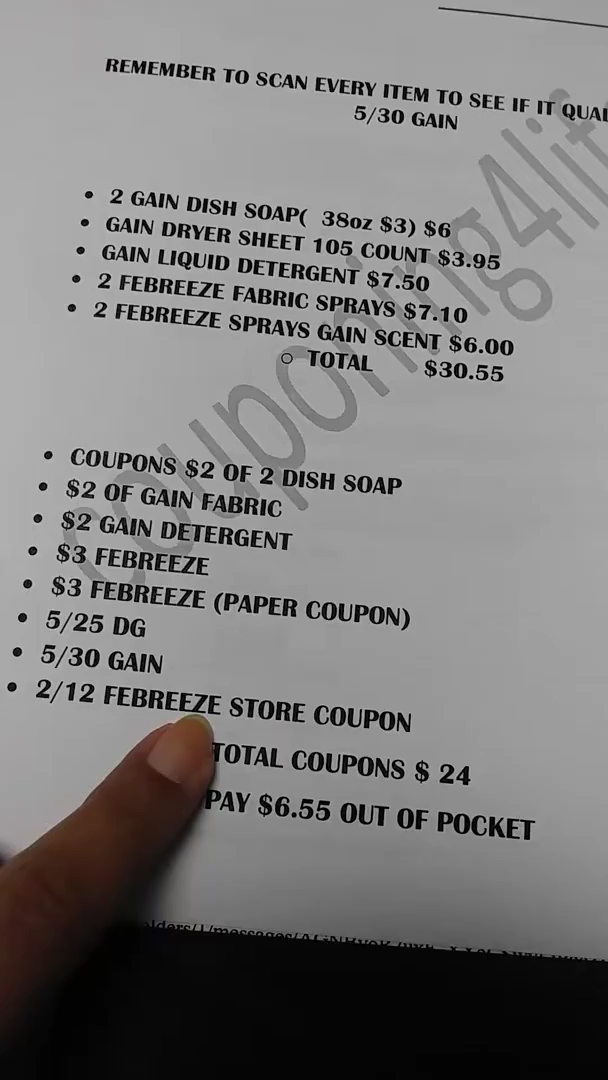 REMEMBER TO SCAN EVERY ITEM TO SEE IF IT
5/30 GAIN
• 2 GAIN DISH SOAP( 38oz $3) $6
• GAIN DRYER SHEET 105 COUNT $3.95
• GAIN LIQUID DETERGENT $7.50
• 2 FEBREEZE FABRIC SPRAYS $7.10
• 2 FEBREEZE SPRAYS GAIN SCENT $6.00
○ TOTAL $30.55
couponing4lif
• COUPONS $2 OF 2 DISH SOAP
• $2 OF GAIN FABRIC
• $2 GAIN DETERGENT
• $3 FEBREEZE
• $3 FEBREEZE (PAPER COUPON)
• 5/25 DG
• 5/30 GAIN
• 2/12 FEBREEZE STORE COUPON
TOTAL COUPONS $ 24
PAY $6.55 OUT OF POCKET